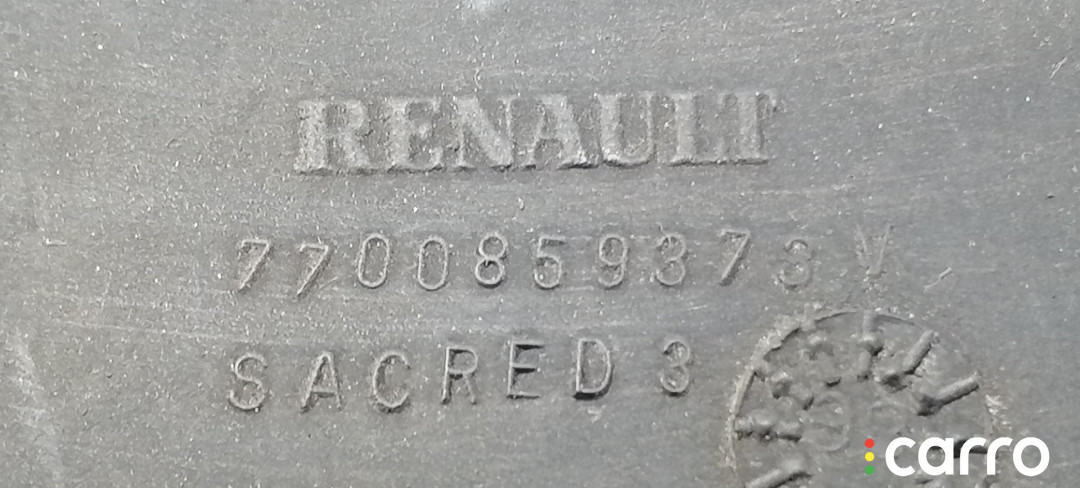 RENAULT
7700859373 V
SACRED 3
carro